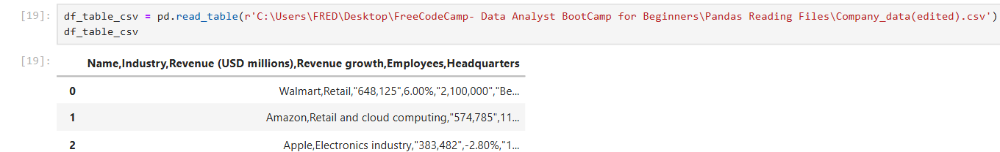 [19]: df_table_csv = pd.read_table(r'C:\Users\FRED\Desktop\FreeCodeCamp- Data Analyst BootCamp for Beginners\Pandas Reading Files\Company_data(edited).csv')
df_table_csv
[19]: Name,Industry,Revenue (USD millions),Revenue growth,Employees,Headquarters
0 Walmart,Retail,"648,125",6.00%,"2,100,000","Be...
1 Amazon,Retail and cloud computing,"574,785",11...
2 Apple,Electronics industry,"383,482",-2.80%,"1...